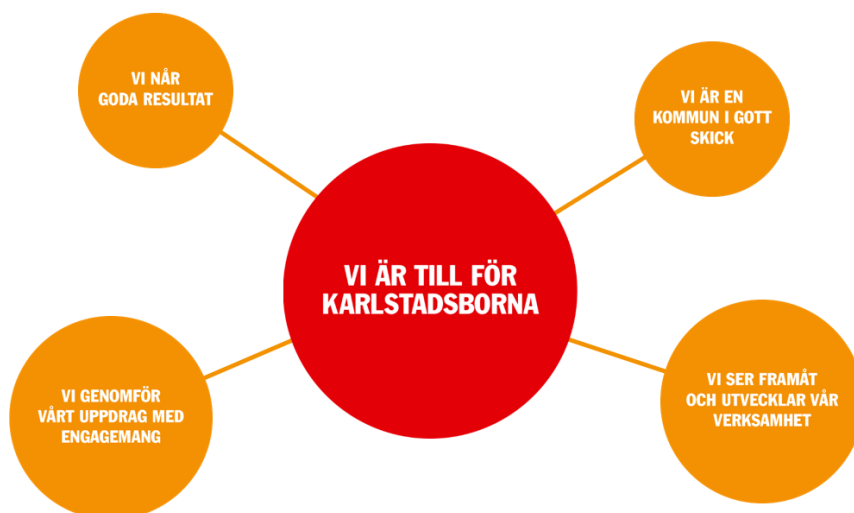 VI NÅR
GODA RESULTAT
VI ÄR EN
KOMMUN I GOTT
SKICK
VI ÄR TILL FÖR
KARLSTADSBORNA
VI GENOMFÖR
VÅRT UPPDRAG MED
ENGAGEMANG
VI SER FRAMÅT
OCH UTVECKLAR VÅR
VERKSAMHET